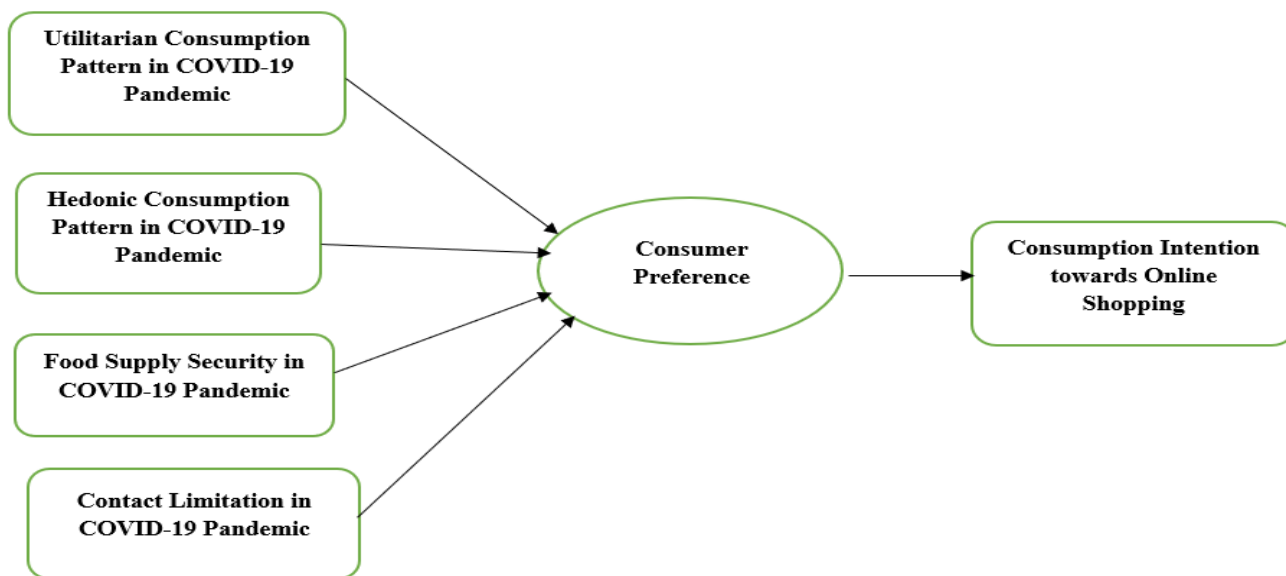 Utilitarian Consumption
Pattern in COVID-19
Pandemic
Hedonic Consumption
Pattern in COVID-19
Pandemic
Food Supply Security in
COVID-19 Pandemic
Contact Limitation in
COVID-19 Pandemic
Consumer
Preference
Consumption Intention
towards Online
Shopping